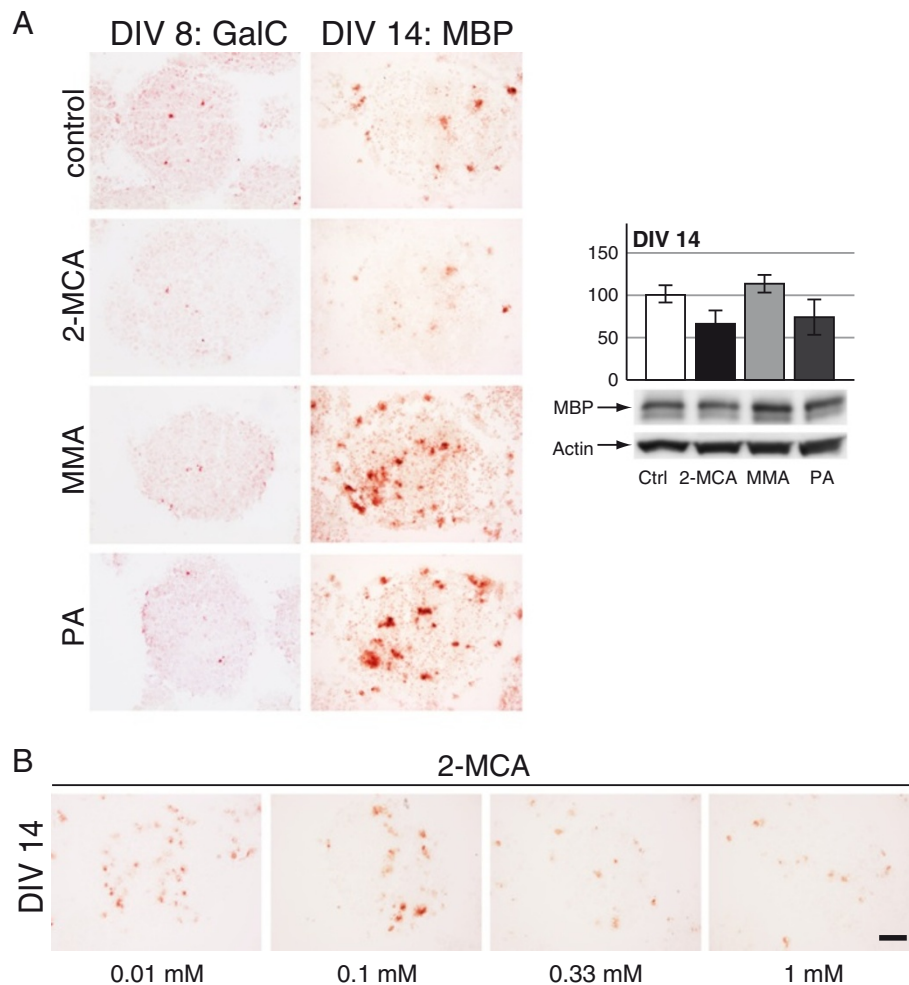 A
DIV 8: GalC DIV 14: MBP
control
2-MCA
MMA
PA
DIV 14
150
100
50
0
MBP
Actin
Ctrl 2-MCA MMA PA
B
2-MCA
DIV 14
0.01 mM 0.1 mM 0.33 mM 1 mM